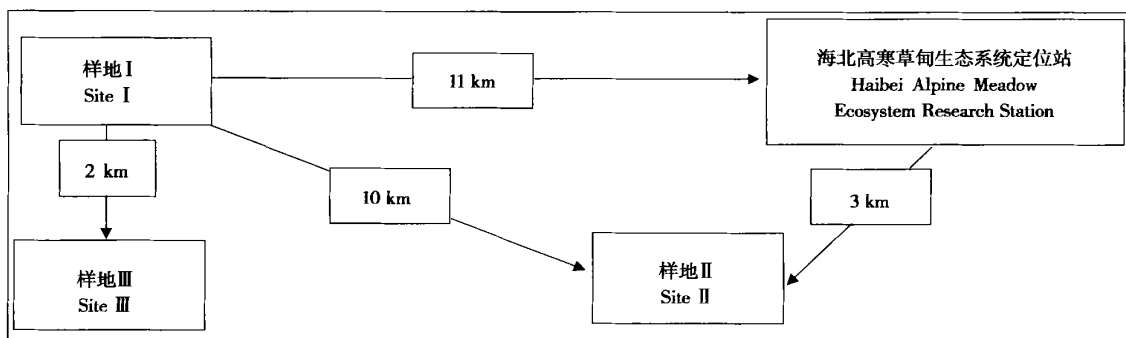 样地Ⅰ
Site Ⅰ
11 km
海北高寒草甸生态系统定位站
Haibei Alpine Meadow
Ecosystem Research Station
2 km
10 km
3 km
样地Ⅲ
Site Ⅲ
样地Ⅱ
Site Ⅱ